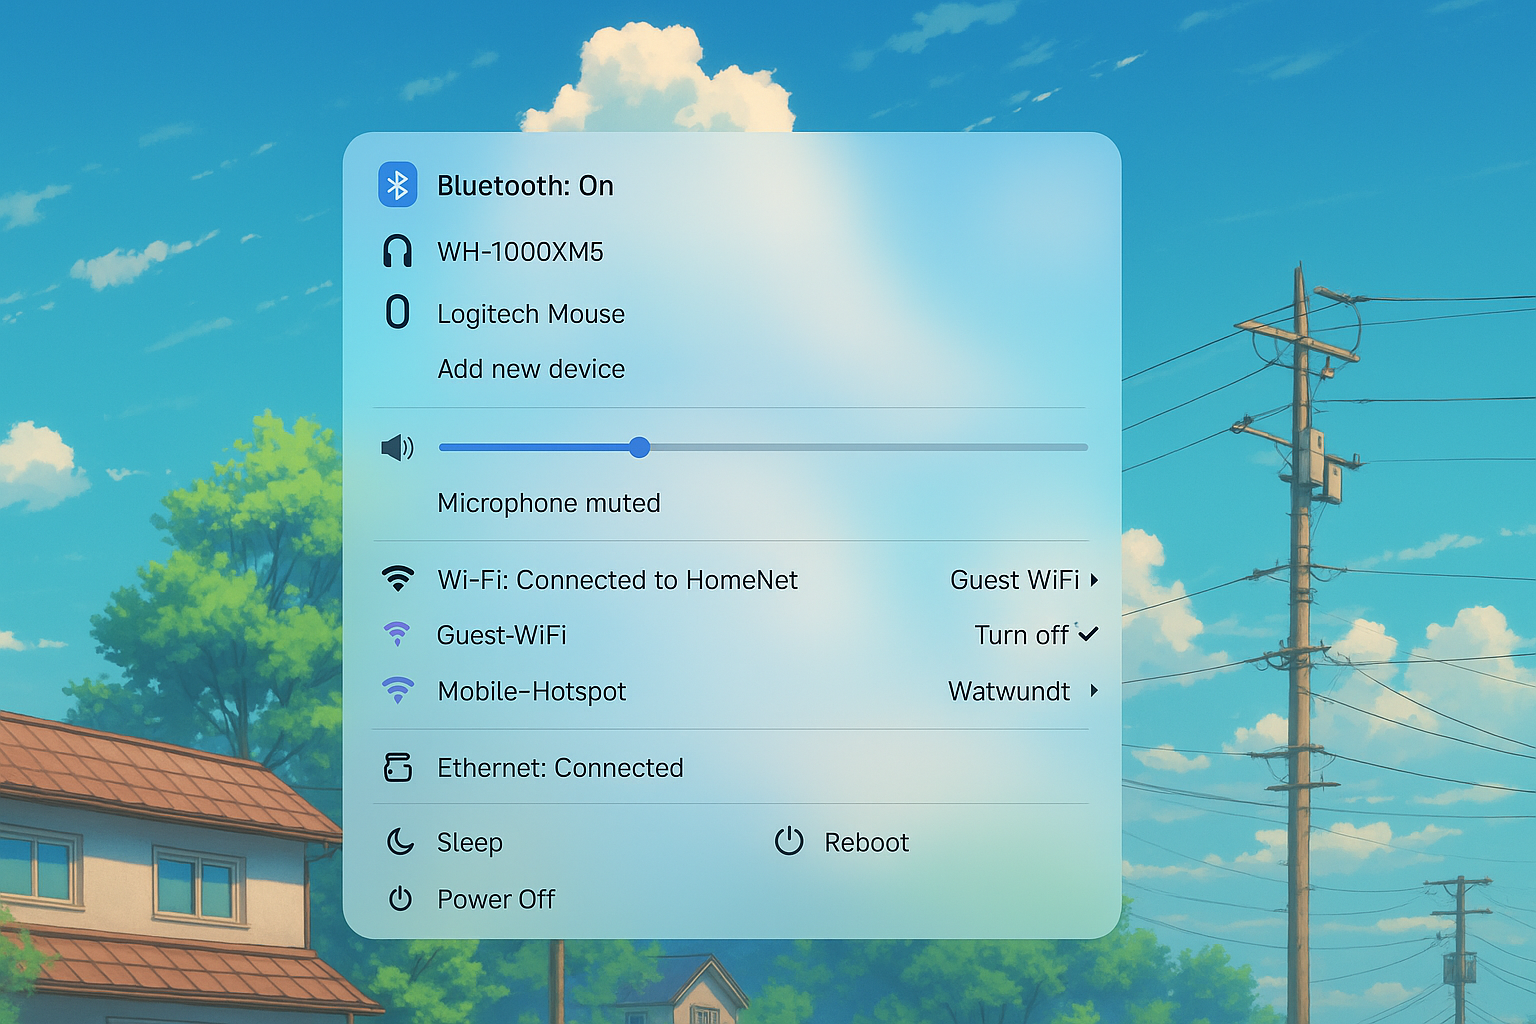 Bluetooth: On
WH-1000XM5
Logitech Mouse
Add new device
Microphone muted
Wi-Fi: Connected to HomeNet Guest WiFi
Guest-WiFi Turn off
Mobile-Hotspot Watwundt
Ethernet: Connected
Sleep Reboot
Power Off